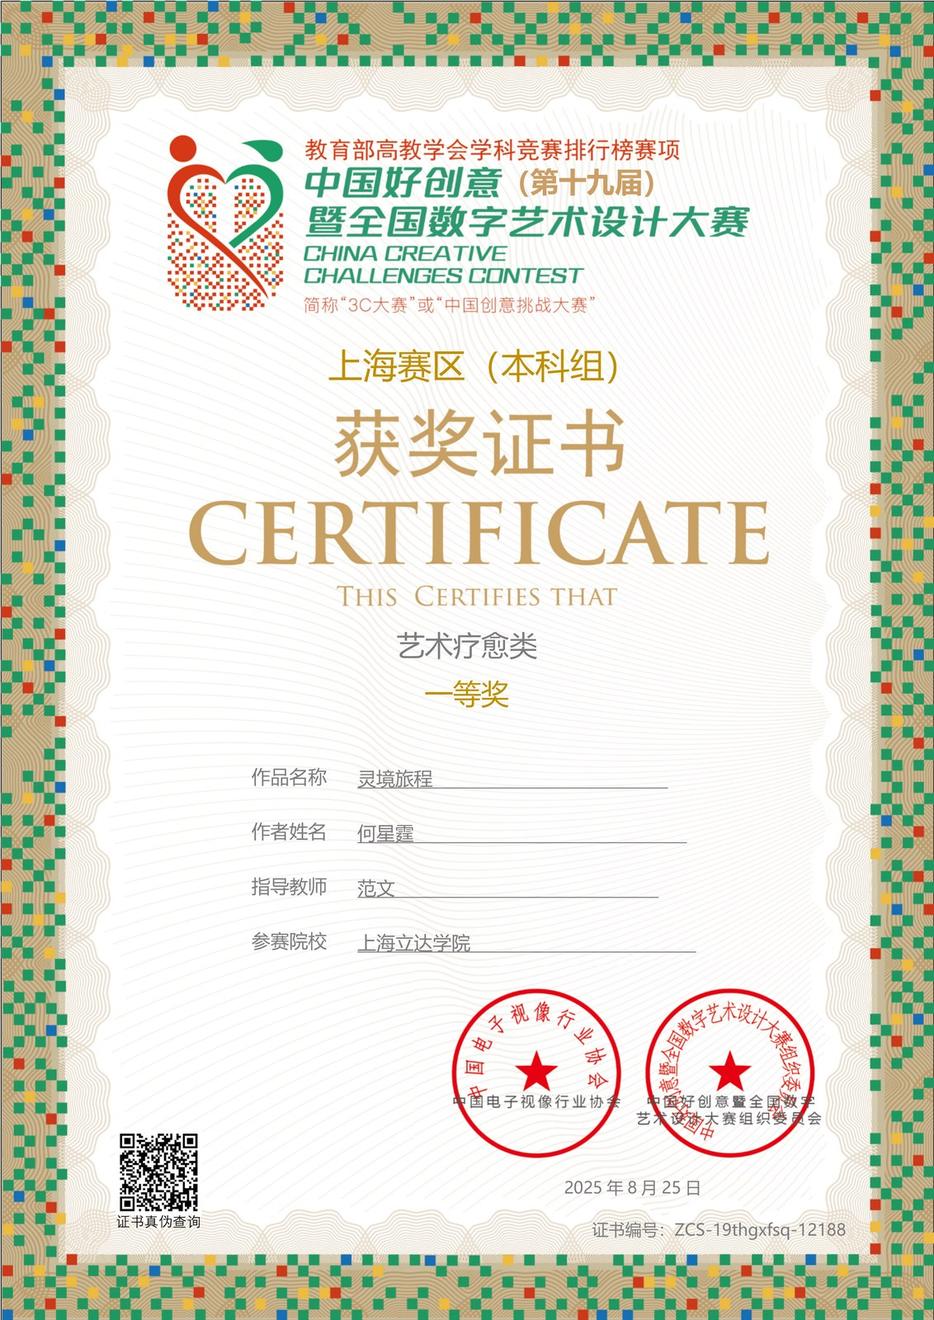 教育部高教学会学科竞赛排行榜赛项
中国好创意（第十九届）
暨全国数字艺术设计大赛
CHINA CREATIVE
CHALLENGES CONTEST
简称“3C大赛”或“中国创意挑战大赛”
上海赛区（本科组）
获奖证书
CERTIFICATE
THIS CERTIFIES THAT
艺术疗愈类
一等奖
作品名称 灵境旅程
作者姓名 何星霆
指导教师 范文
参赛院校 上海立达学院
中国电子视像行业协会
中国电子视像行业协会
中国好创意暨全国数字艺术设计大赛组织委员会
中国好创意暨全国数字
艺术设计大赛组织委员会
2025 年 8 月 25 日
证书真伪查询
证书编号：ZCS-19thgxfsq-12188